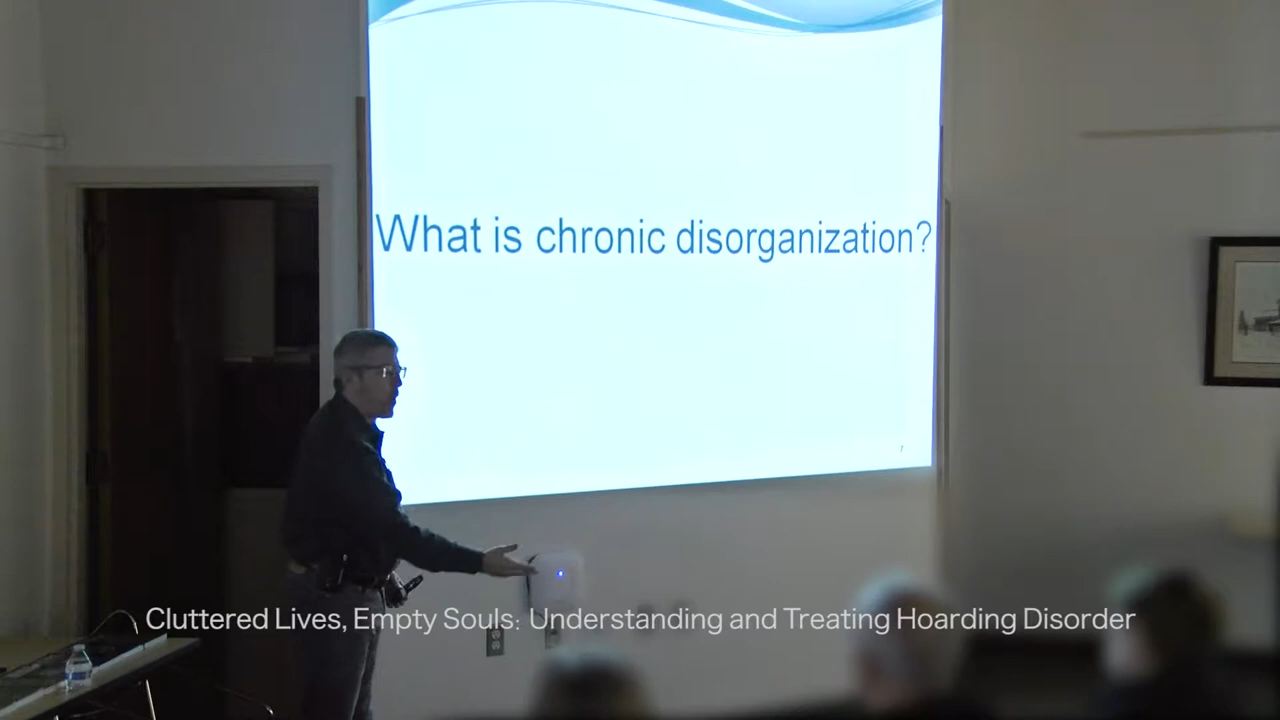 What is chronic disorganization?
Cluttered Lives, Empty Souls: Understanding and Treating Hoarding Disorder